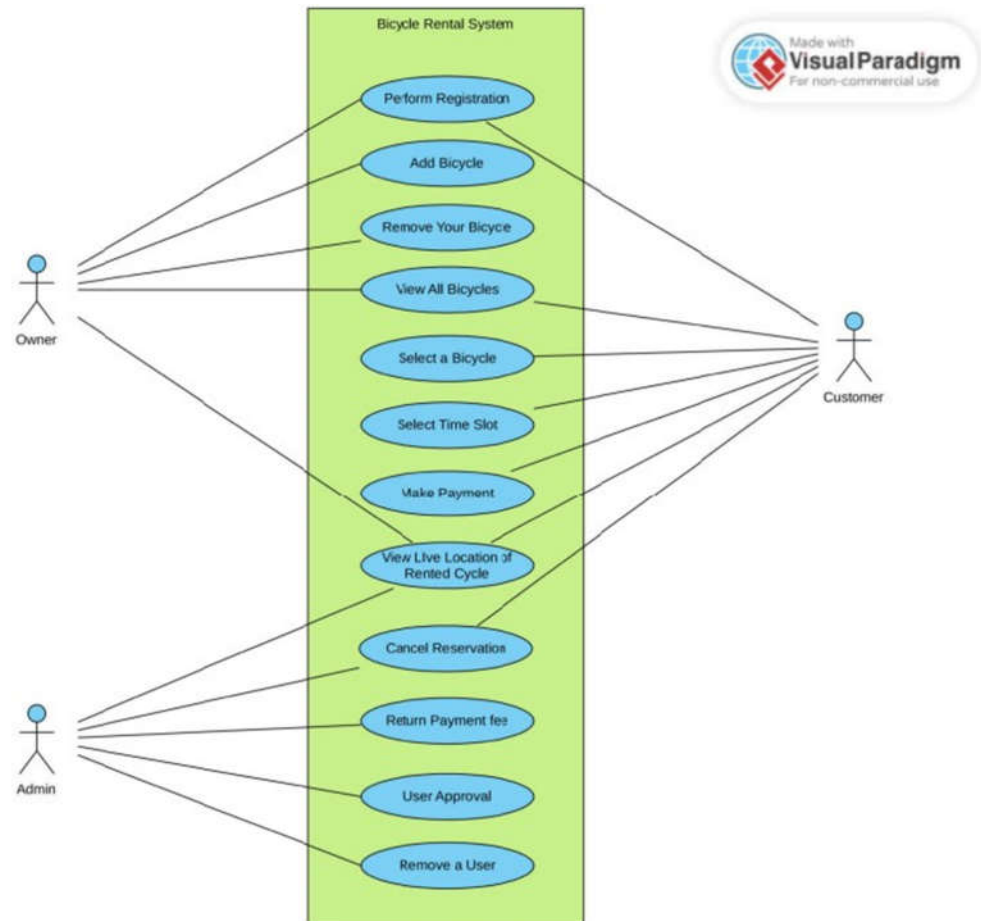 Bicycle Rental System
Made with
Visual Paradigm
For non-commercial use
Perform Registration
Add Bicycle
Remove Your Bicycle
View All Bicycles
Owner
Select a Bicycle
Customer
Select Time Slot
Make Payment
View LIve Location of
Rented Cycle
Cancel Reservation
Return Payment fee
Admin
User Approval
Remove a User